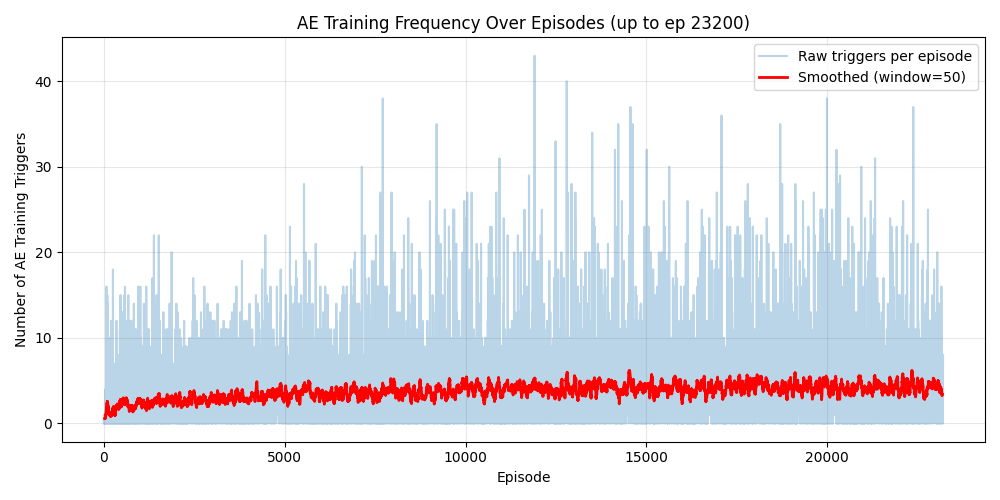 AE Training Frequency Over Episodes (up to ep 23200)
Raw triggers per episode
Smoothed (window=50)
Number of AE Training Triggers
40
30
20
10
0
0 5000 10000 15000 20000
Episode